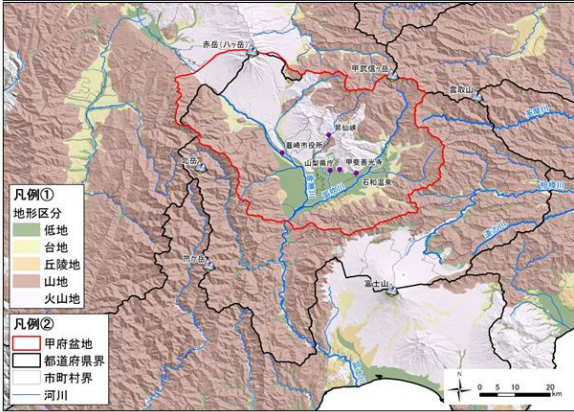 赤岳(八ヶ岳)
甲武信ヶ岳
雲取山
昇仙峡
韮崎市役所
山梨県庁
甲斐善光寺
石和温泉
釜無川
笛吹川
北岳
相模川
道志川
富士山
凡例①
地形区分
低地
台地
丘陵地
山地
火山地
凡例②
甲府盆地
都道府県界
市町村界
河川
N
0 5 10 20
km